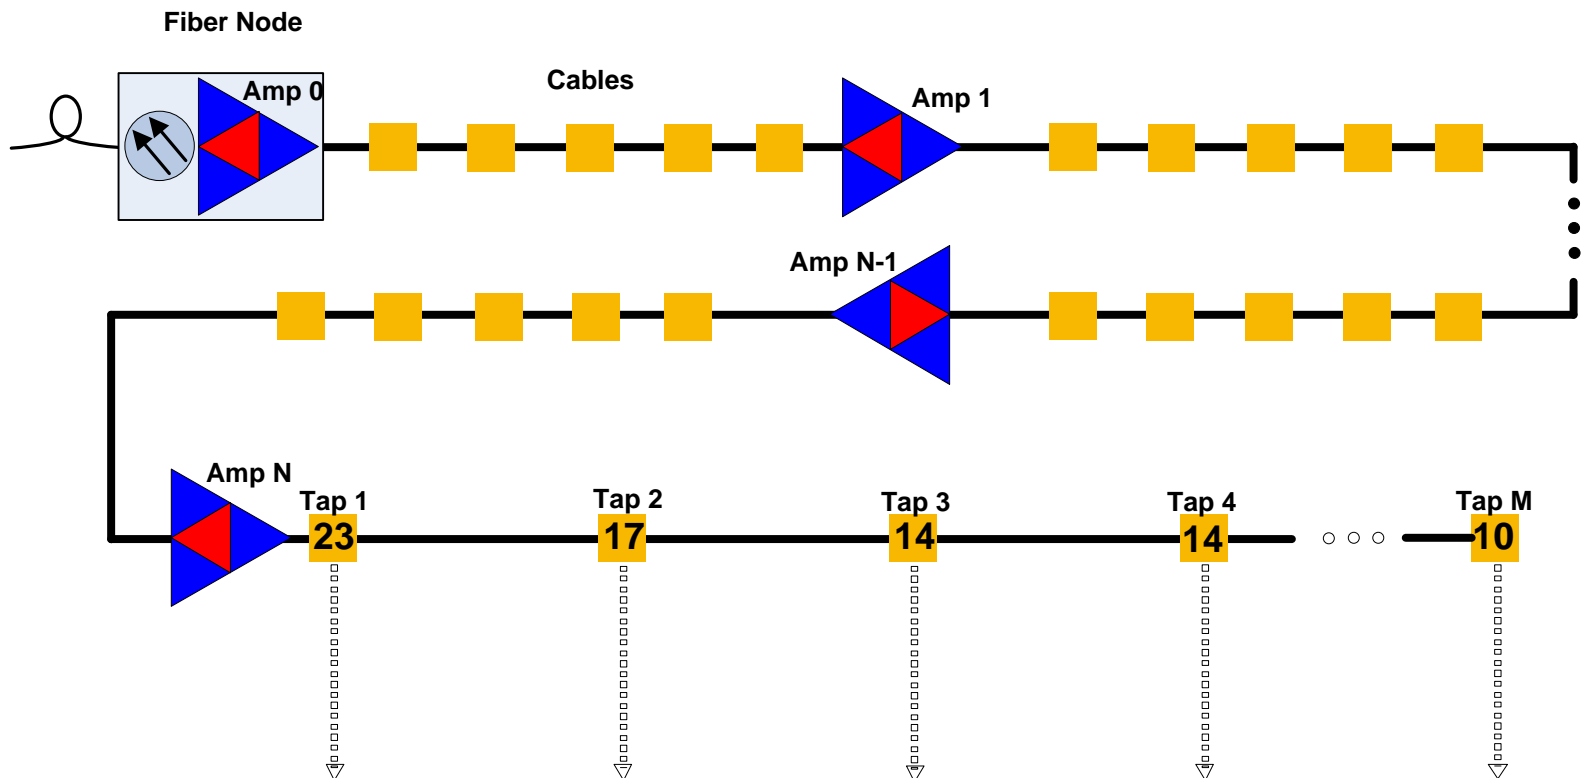 Fiber Node
Amp 0
Cables
Amp 1
Amp N-1
Amp N
Tap 1
Tap 2
Tap 3
Tap 4
Tap M
23
17
14
14
10